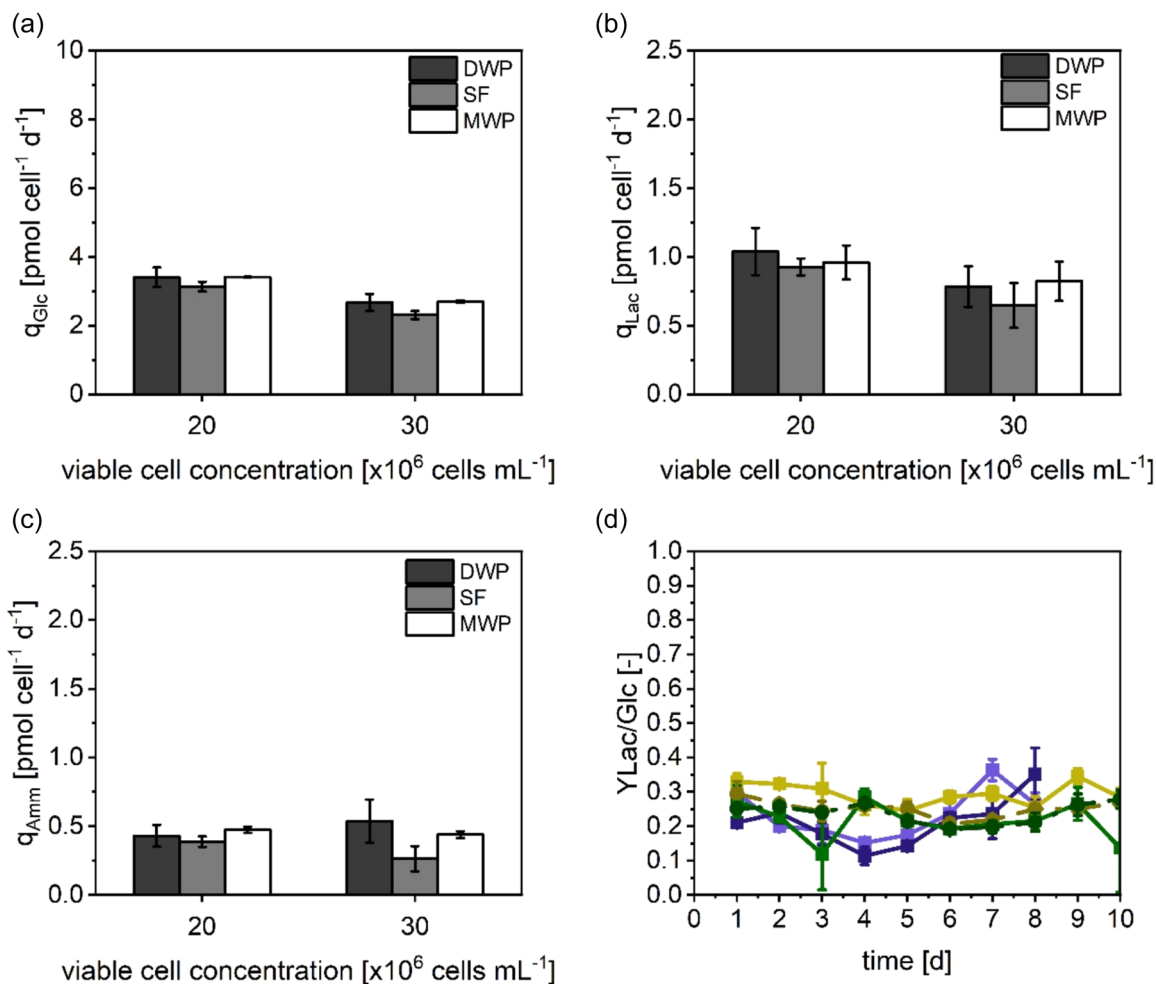 (a)
10
8
6
4
2
0
q_Glc [pmol cell⁻¹ d⁻¹]
DWP
SF
MWP
20 30
viable cell concentration [x10⁶ cells mL⁻¹]
(b)
2.5
2.0
1.5
1.0
0.5
0.0
q_Lac [pmol cell⁻¹ d⁻¹]
DWP
SF
MWP
20 30
viable cell concentration [x10⁶ cells mL⁻¹]
(c)
2.5
2.0
1.5
1.0
0.5
0.0
q_Amm [pmol cell⁻¹ d⁻¹]
DWP
SF
MWP
20 30
viable cell concentration [x10⁶ cells mL⁻¹]
(d)
1.0
0.9
0.8
0.7
0.6
0.5
0.4
0.3
0.2
0.1
0.0
YLac/Glc [-]
0 1 2 3 4 5 6 7 8 9 10
time [d]